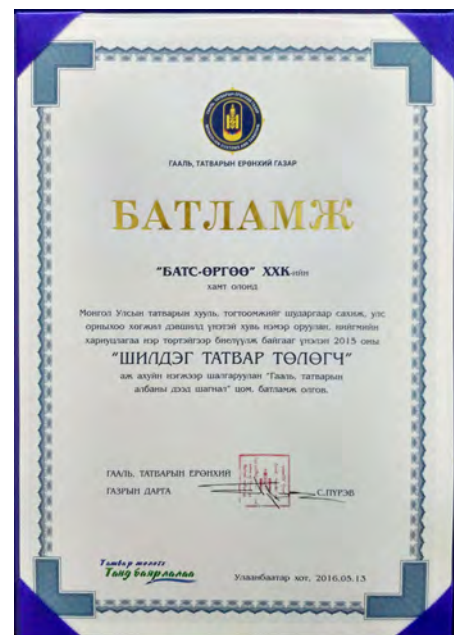 ГААЛЬ, ТАТВАРЫН ЕРӨНХИЙ ГАЗАР
БАТЛАМЖ
"БАТС-ӨРГӨӨ" ХХК-ийн
хамт олонд
Монгол Улсын татварын хууль, тогтоомжийг шударгаар сахиж, улс
орныхоо хөгжил дэвшилд үнэтэй хувь нэмэр оруулан, нийгмийн
хариуцлагаа нэр төртэйгээр биелүүлж байгааг үнэлэн 2015 оны
"ШИЛДЭГ ТАТВАР ТӨЛӨГЧ"
аж ахуйн нэгжээр шалгаруулан "Гааль, татварын
албаны дээд шагнал" цом, батламж олгов.
ГААЛЬ, ТАТВАРЫН ЕРӨНХИЙ
ГАЗРЫН ДАРГА С.ПҮРЭВ
Татвар төлөгч
Танд баярлалаа
Улаанбаатар хот, 2016.05.13